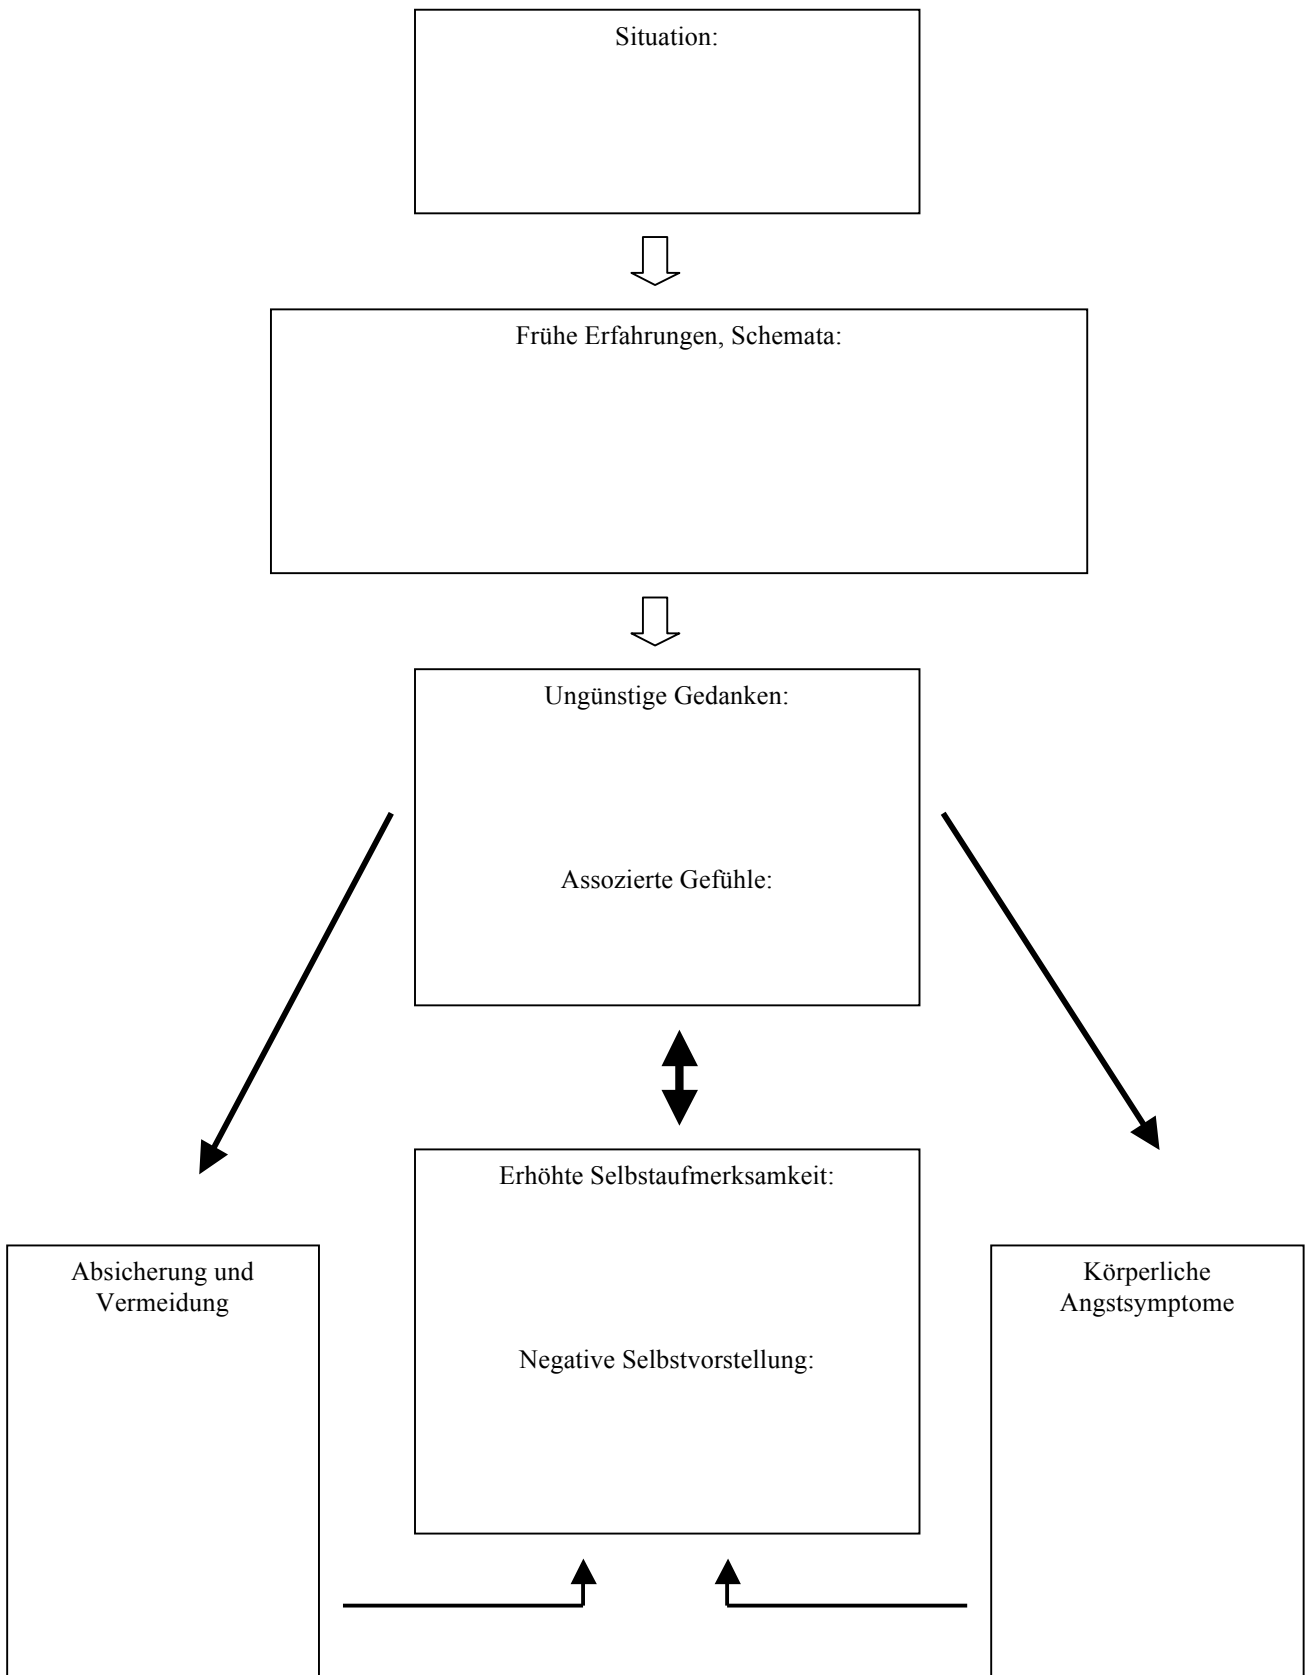 Situation:
Frühe Erfahrungen, Schemata:
Ungünstige Gedanken:
Assozierte Gefühle:
Erhöhte Selbstaufmerksamkeit:
Negative Selbstvorstellung:
Absicherung und
Vermeidung
Körperliche
Angstsymptome